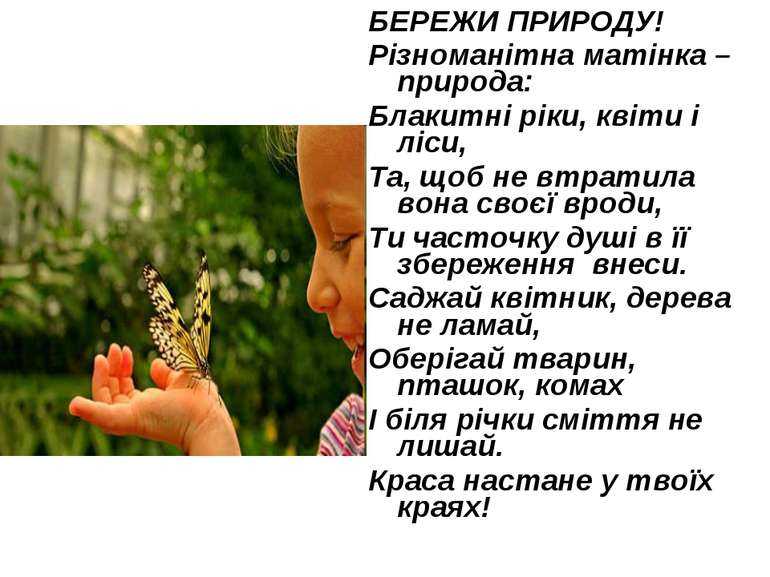 БЕРЕЖИ ПРИРОДУ!
Різноманітна матінка –
природа:
Блакитні ріки, квіти і
ліси,
Та, щоб не втратила
вона своєї вроди,
Ти часточку душі в її
збереження  внеси.
Саджай квітник, дерева
не ламай,
Оберігай тварин,
пташок, комах
І біля річки сміття не
лишай.
Краса настане у твоїх
краях!